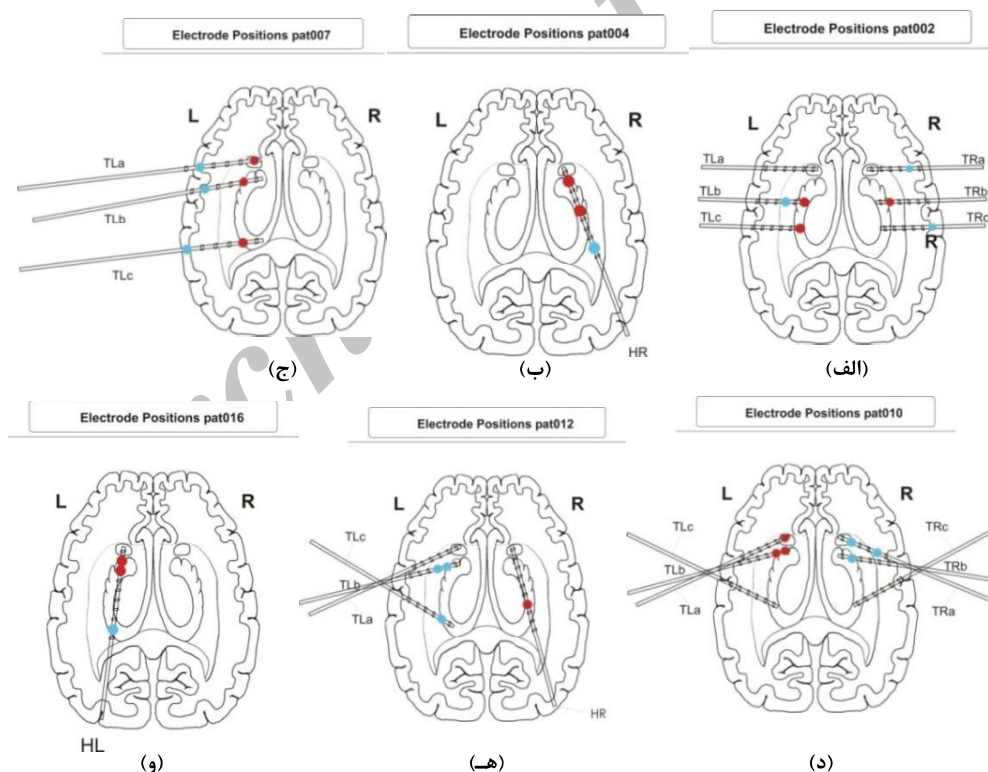 Electrode Positions pat007
L
R
TLa
TLb
TLc
(ج)
Electrode Positions pat004
L
R
HR
(ب)
Electrode Positions pat002
L
R
TLa
TRa
TLb
TRb
TLc
TRc
R
(الف)
Electrode Positions pat016
L
R
HL
(و)
Electrode Positions pat012
L
R
TLc
TLb
TLa
HR
(هـ)
Electrode Positions pat010
L
R
TLc
TRc
TLb
TRb
TLa
TRa
(د)